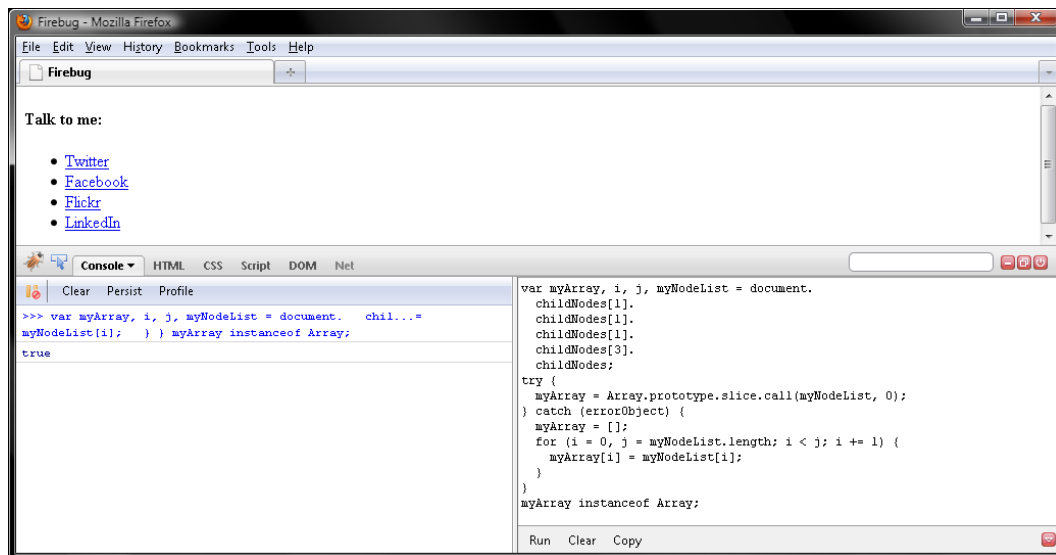 Firebug - Mozilla Firefox
File Edit View History Bookmarks Tools Help
Firebug
Talk to me:
Twitter
Facebook
Flickr
LinkedIn
Console HTML CSS Script DOM Net
Clear Persist Profile
>>> var myArray, i, j, myNodeList = document. chil...=
myNodeList[i]; } } myArray instanceof Array;
true
var myArray, i, j, myNodeList = document.
childNodes[1].
childNodes[1].
childNodes[1].
childNodes[3].
childNodes;
try {
myArray = Array.prototype.slice.call(myNodeList, 0);
} catch (errorObject) {
myArray = [];
for (i = 0, j = myNodeList.length; i < j; i += 1) {
myArray[i] = myNodeList[i];
}
}
myArray instanceof Array;
Run Clear Copy